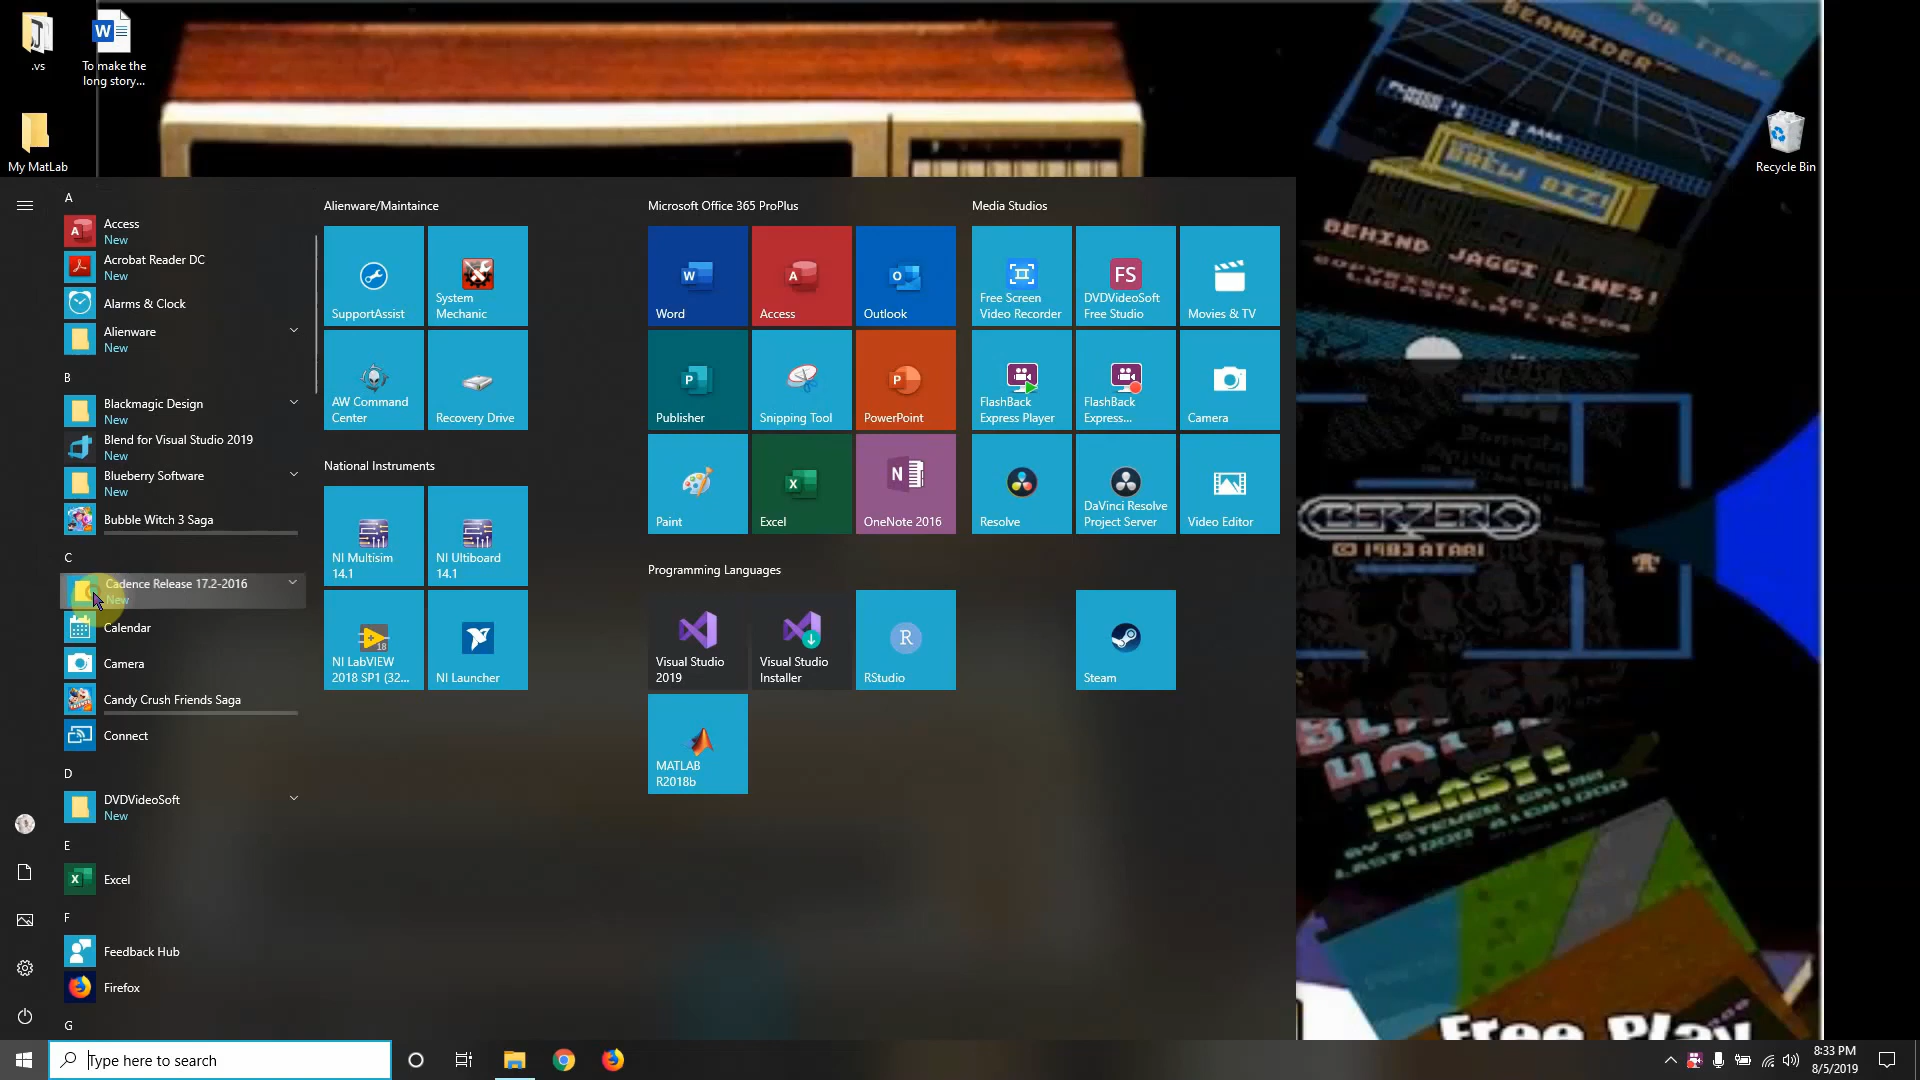 .vs
To make the
long story...
My MatLab
Recycle Bin
BEAMRIDER™
BREW BIZ!
BEHIND JAGGI LINES!
BERZERK
© 1983 ATARI
BLAST!
Free Play
A
Access
New
Acrobat Reader DC
New
Alarms & Clock
Alienware
New
B
Blackmagic Design
New
Blend for Visual Studio 2019
New
Blueberry Software
New
Bubble Witch 3 Saga
C
Cadence Release 17.2-2016
New
Calendar
Camera
Candy Crush Friends Saga
Connect
D
DVDVideoSoft
New
E
Excel
F
Feedback Hub
Firefox
G
Alienware/Maintaince
SupportAssist
System
Mechanic
AW Command
Center
Recovery Drive
National Instruments
NI Multisim
14.1
NI Ultiboard
14.1
NI LabVIEW
2018 SP1 (32...
NI Launcher
Microsoft Office 365 ProPlus
Word
Access
Outlook
Publisher
Snipping Tool
PowerPoint
Paint
Excel
OneNote 2016
Programming Languages
Visual Studio
2019
Visual Studio
Installer
RStudio
MATLAB
R2018b
Media Studios
Free Screen
Video Recorder
FS
DVDVideoSoft
Free Studio
Movies & TV
FlashBack
Express Player
FlashBack
Express...
Camera
Resolve
DaVinci Resolve
Project Server
Video Editor
Steam
Type here to search
8:33 PM
8/5/2019